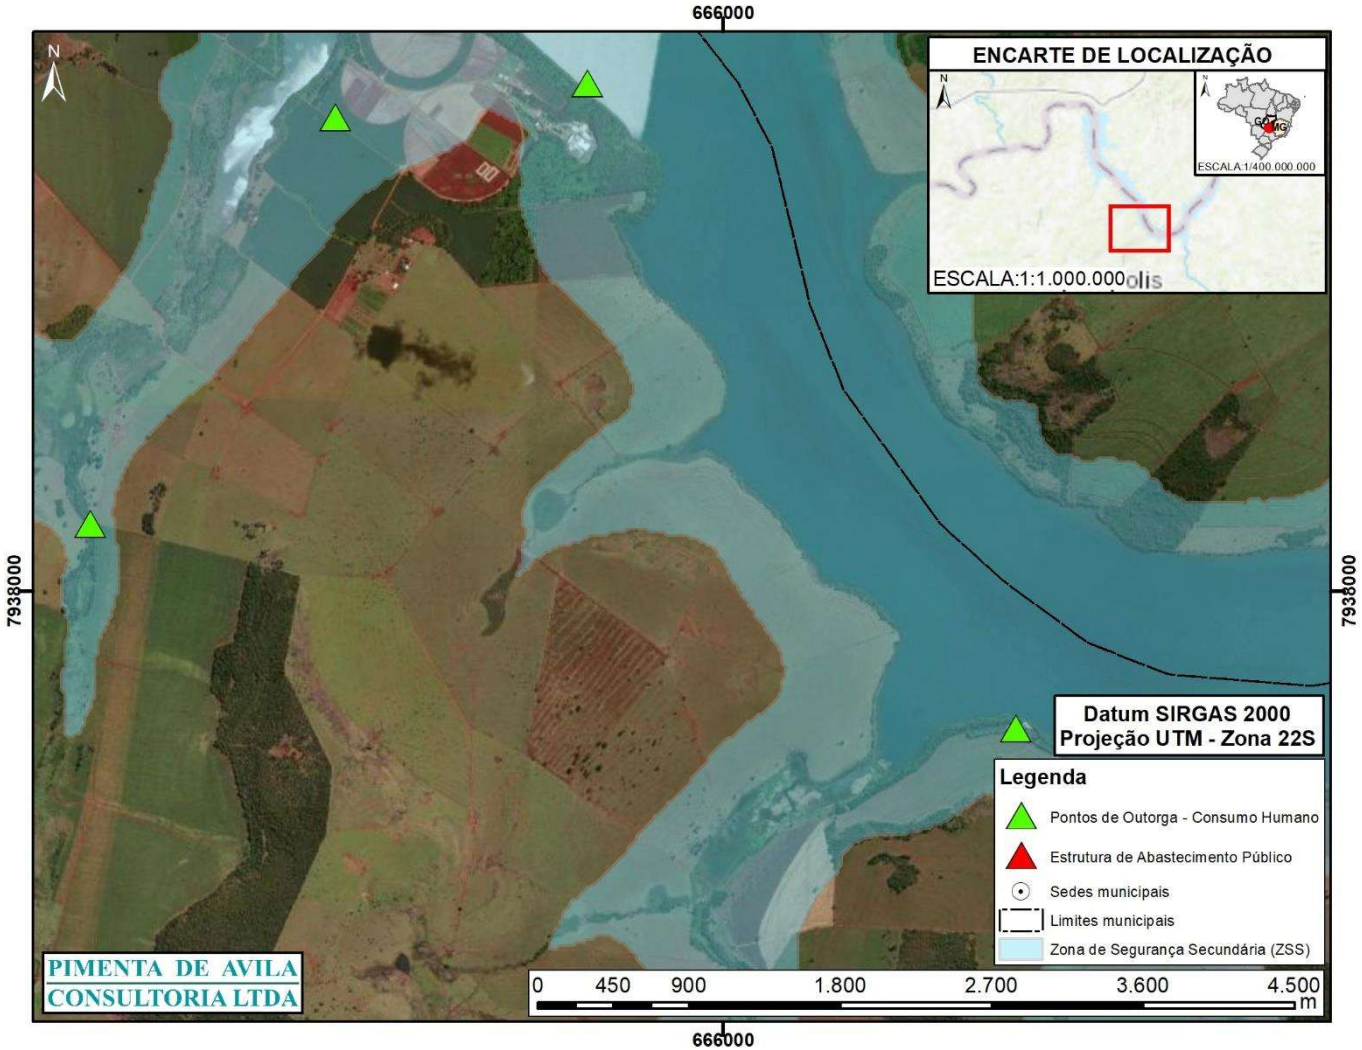 666000
N
ENCARTE DE LOCALIZAÇÃO
N
N
GO
MG
ESCALA:1/400.000.000
ESCALA:1:1.000.000
olis
7938000
7938000
Datum SIRGAS 2000
Projeção UTM - Zona 22S
Legenda
Pontos de Outorga - Consumo Humano
Estrutura de Abastecimento Público
Sedes municipais
Limites municipais
Zona de Segurança Secundária (ZSS)
PIMENTA DE AVILA
CONSULTORIA LTDA
0 450 900 1.800 2.700 3.600 4.500
m
666000